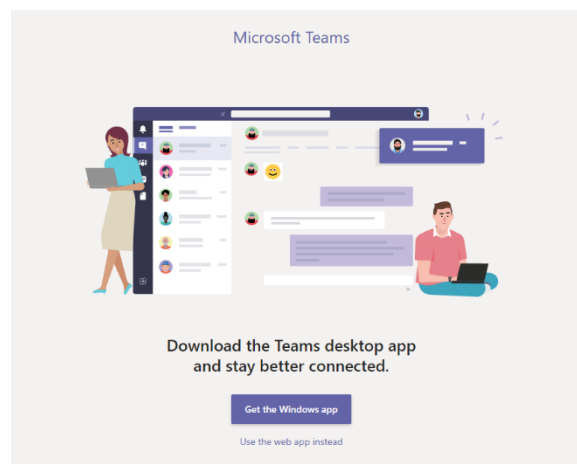 Microsoft Teams
Download the Teams desktop app
and stay better connected.
Get the Windows app
Use the web app instead